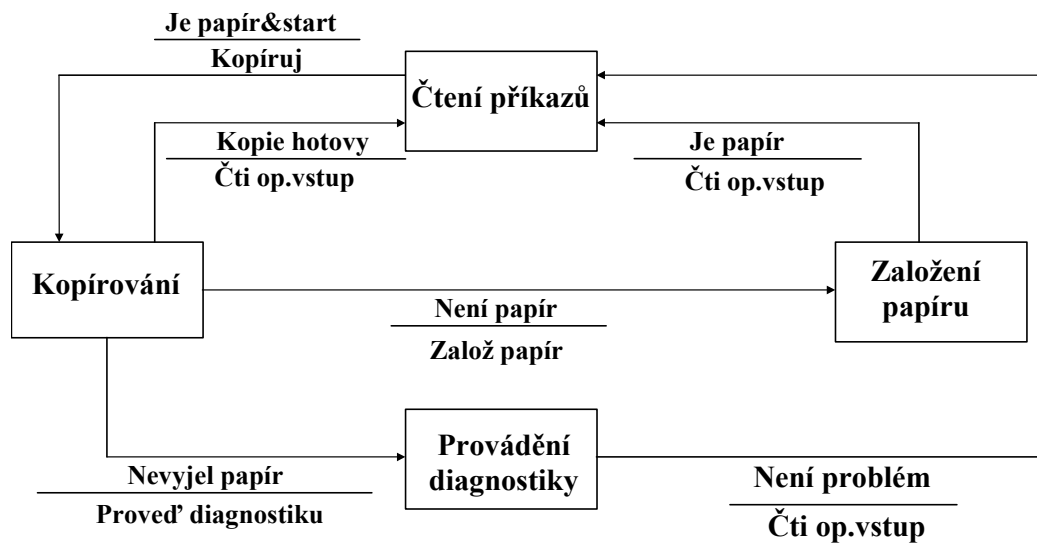 Je papír&start
Kopíruj
Čtení příkazů
Kopie hotovy
Čti op.vstup
Je papír
Čti op.vstup
Kopírování
Založení
papíru
Není papír
Založ papír
Provádění
diagnostiky
Nevyjel papír
Proveď diagnostiku
Není problém
Čti op.vstup